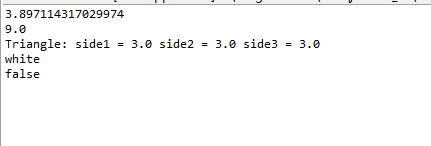 3.897114317029974
9.0
Triangle: side1 = 3.0 side2 = 3.0 side3 = 3.0
white
false